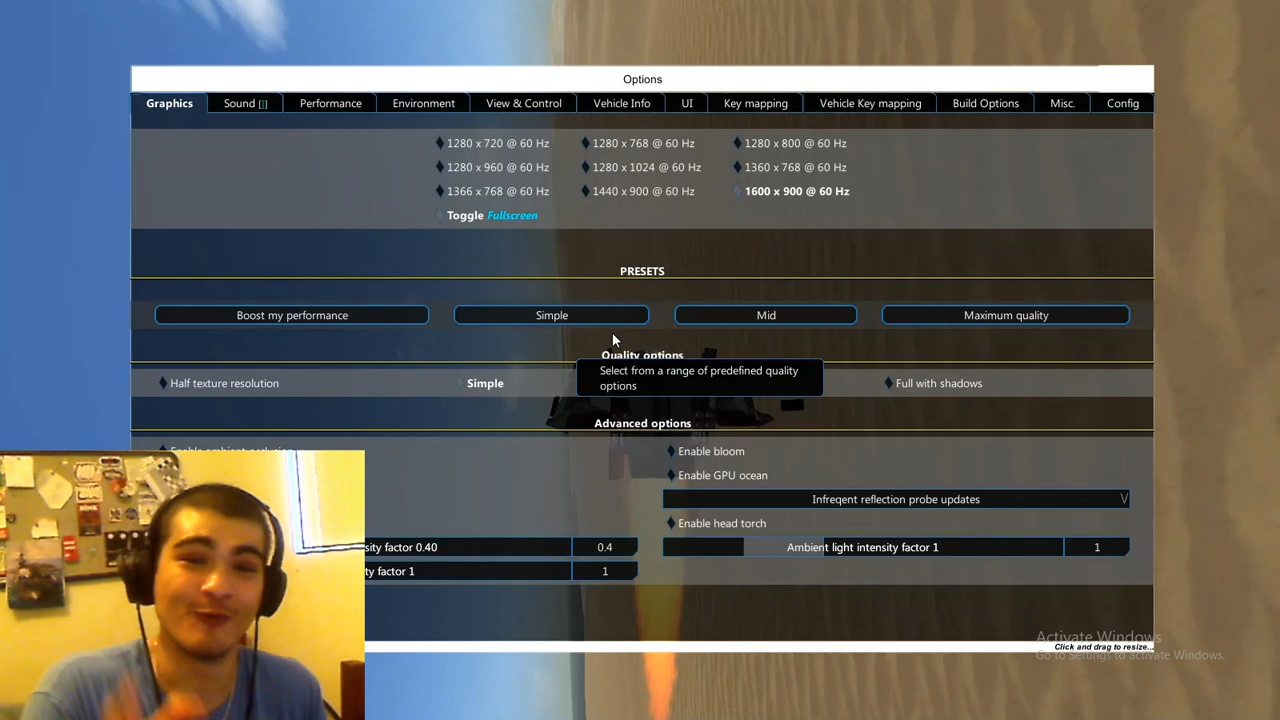 Options
Graphics Sound [|] Performance Environment View & Control Vehicle Info UI Key mapping Vehicle Key mapping Build Options Misc. Config
1280 x 720 @ 60 Hz 1280 x 768 @ 60 Hz 1280 x 800 @ 60 Hz
1280 x 960 @ 60 Hz 1280 x 1024 @ 60 Hz 1360 x 768 @ 60 Hz
1366 x 768 @ 60 Hz 1440 x 900 @ 60 Hz 1600 x 900 @ 60 Hz
Toggle Fullscreen
PRESETS
Boost my performance Simple Mid Maximum quality
Quality options
Select from a range of predefined quality
options
Half texture resolution Simple Full with shadows
Advanced options
Enable ambient occlusion Enable bloom
Enable GPU ocean
Infreqent reflection probe updates V
Enable head torch
sity factor 0.40 0.4 Ambient light intensity factor 1 1
ty factor 1 1
Activate Windows
Click and drag to resize...
Go to Settings to activate Windows.